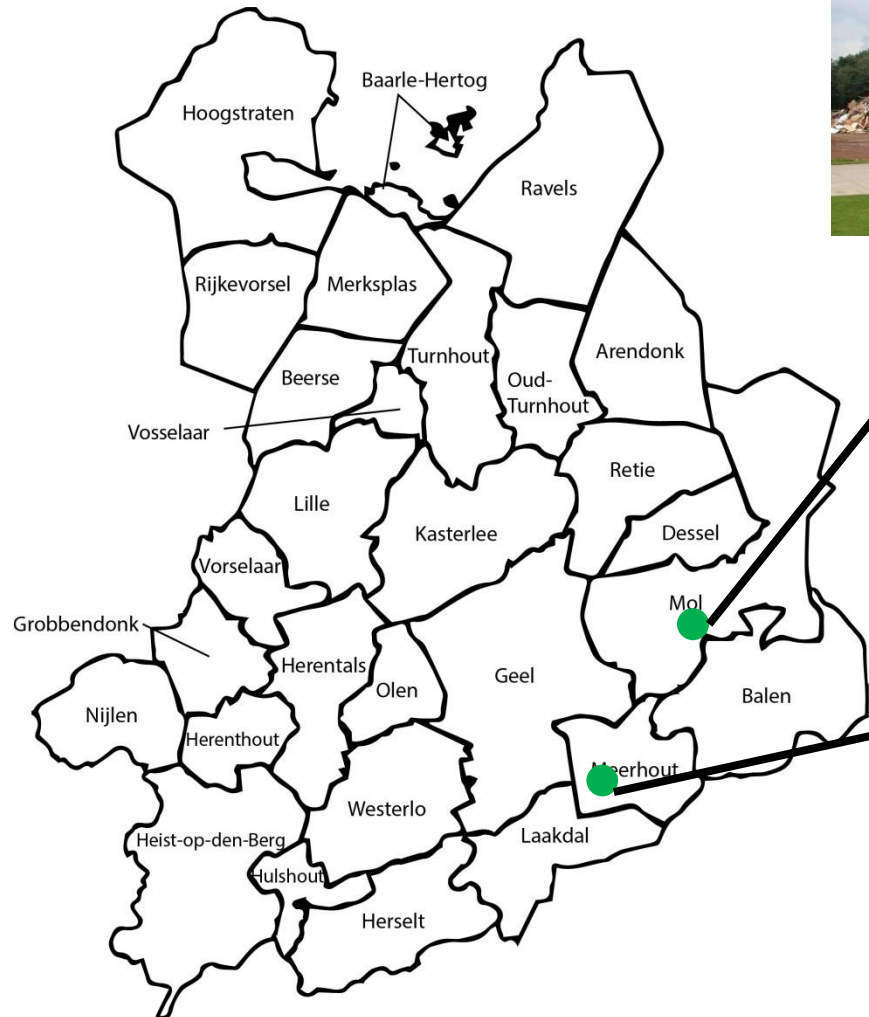 Baarle-Hertog
Hoogstraten
Ravels
Rijkevorsel
Merksplas
Turnhout
Arendonk
Beerse
Oud-
Turnhout
Vosselaar
Retie
Lille
Kasterlee
Dessel
Vorselaar
Mol
Grobbendonk
Herentals
Geel
Olen
Balen
Nijlen
Herenthout
Meerhout
Westerlo
Heist-op-den-Berg
Laakdal
Hulshout
Herselt